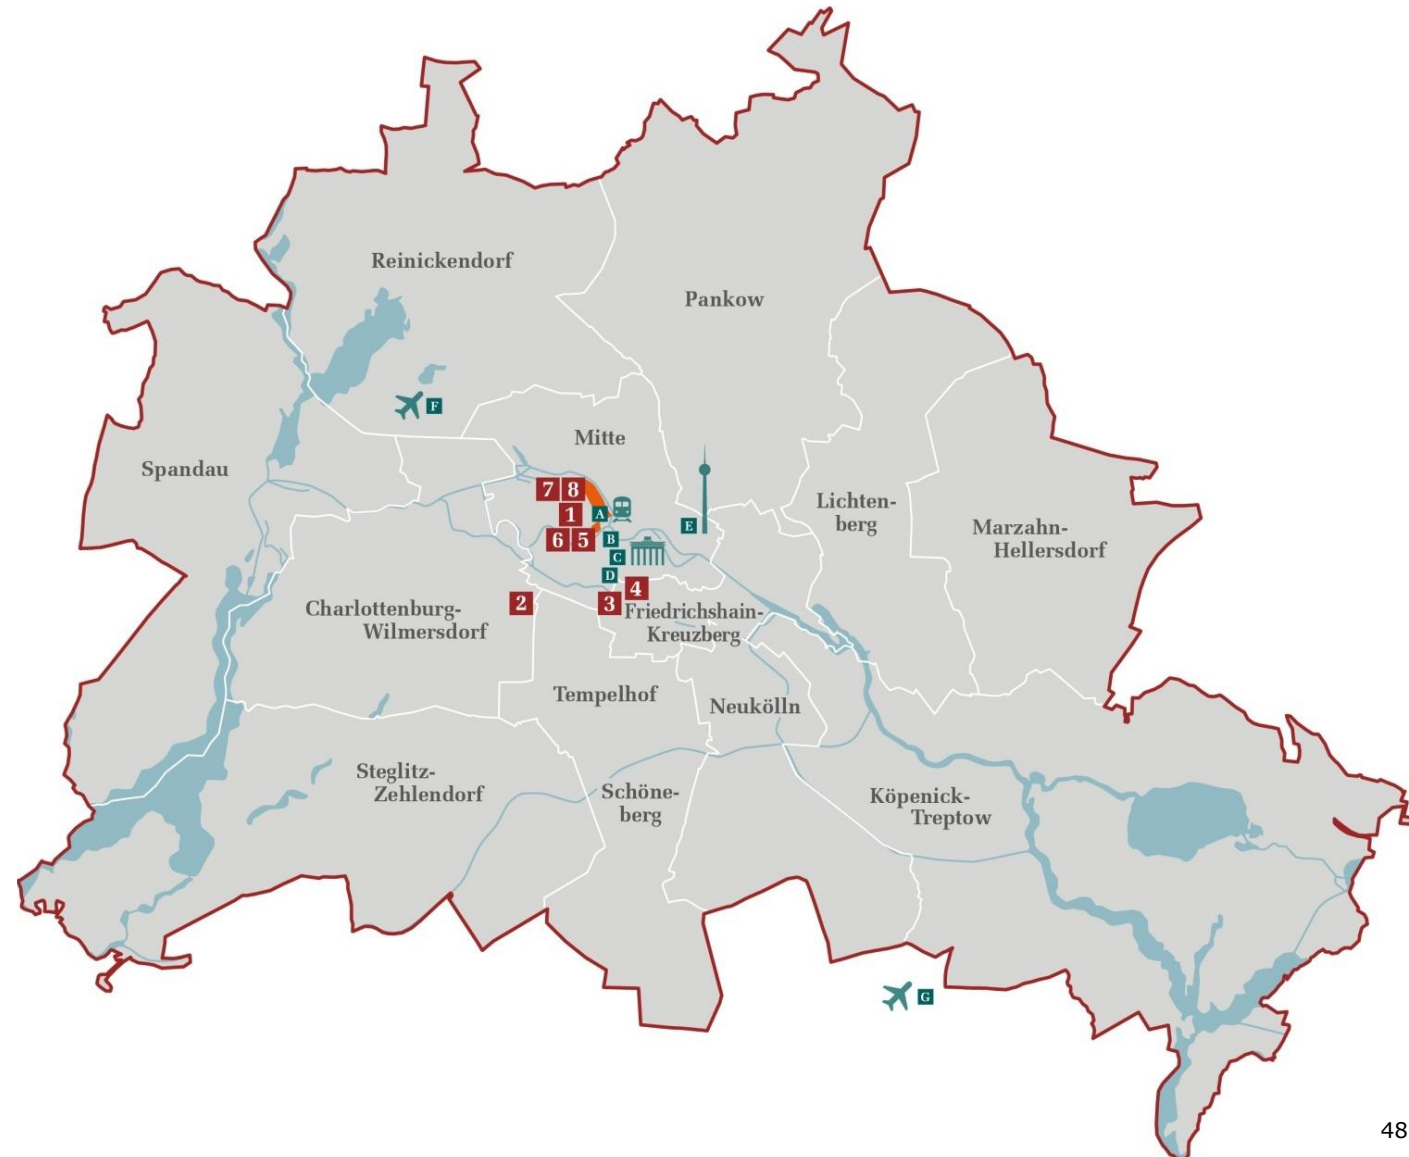 Reinickendorf
Pankow
F
Mitte
Spandau
7 8
1
A
E
6 5
B
C
D
Lichten-
berg
Marzahn-
Hellersdorf
2
3
4
Charlottenburg-
Wilmersdorf
Friedrichshain-
Kreuzberg
Tempelhof
Neukölln
Steglitz-
Zehlendorf
Schöne-
berg
Köpenick-
Treptow
G
48